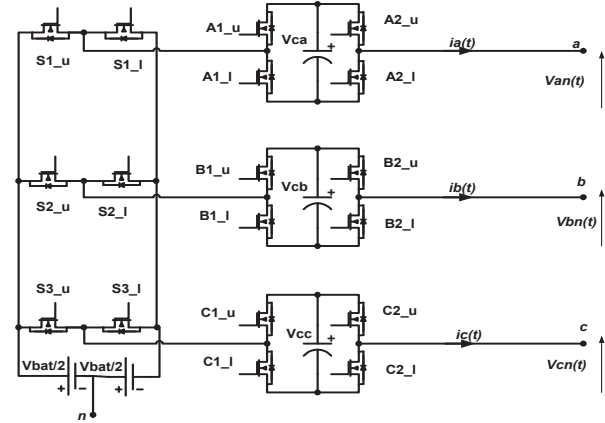 A1_u
A2_u
S1_u
S1_l
Vca
+
ia(t)
a
A1_l
A2_l
Van(t)
B1_u
B2_u
S2_u
S2_l
Vcb
+
ib(t)
b
B1_l
B2_l
Vbn(t)
S3_u
S3_l
C1_u
C2_u
Vcc
+
ic(t)
c
C1_l
C2_l
Vcn(t)
Vbat/2
Vbat/2
+
-
+
-
n